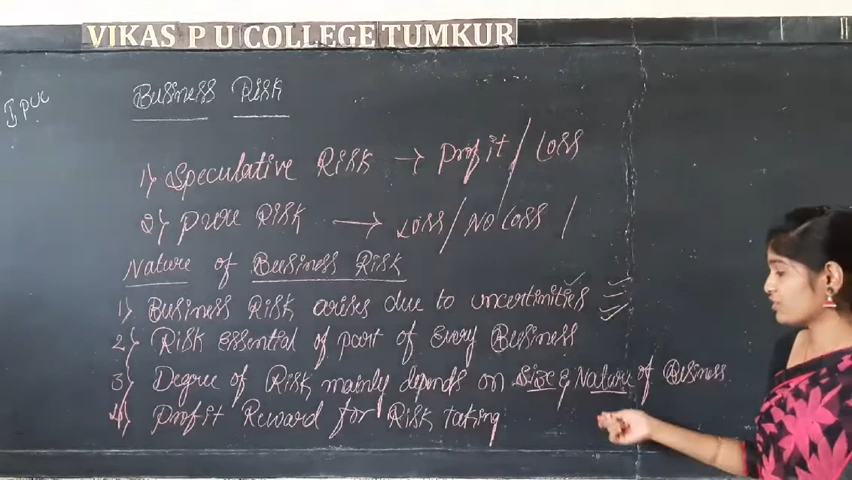 VIKAS P U COLLEGE TUMKUR
I PUC
Business Risk
1) Speculative Risk → Profit / Loss
2) Pure Risk → Loss / No Loss /
Nature of Business Risk
1) Business Risk arises due to uncertinities
2) Risk essential of part of Every Business
3) Degree of Risk mainly depends on Size & Nature of Business
4) Profit Reward for Risk taking